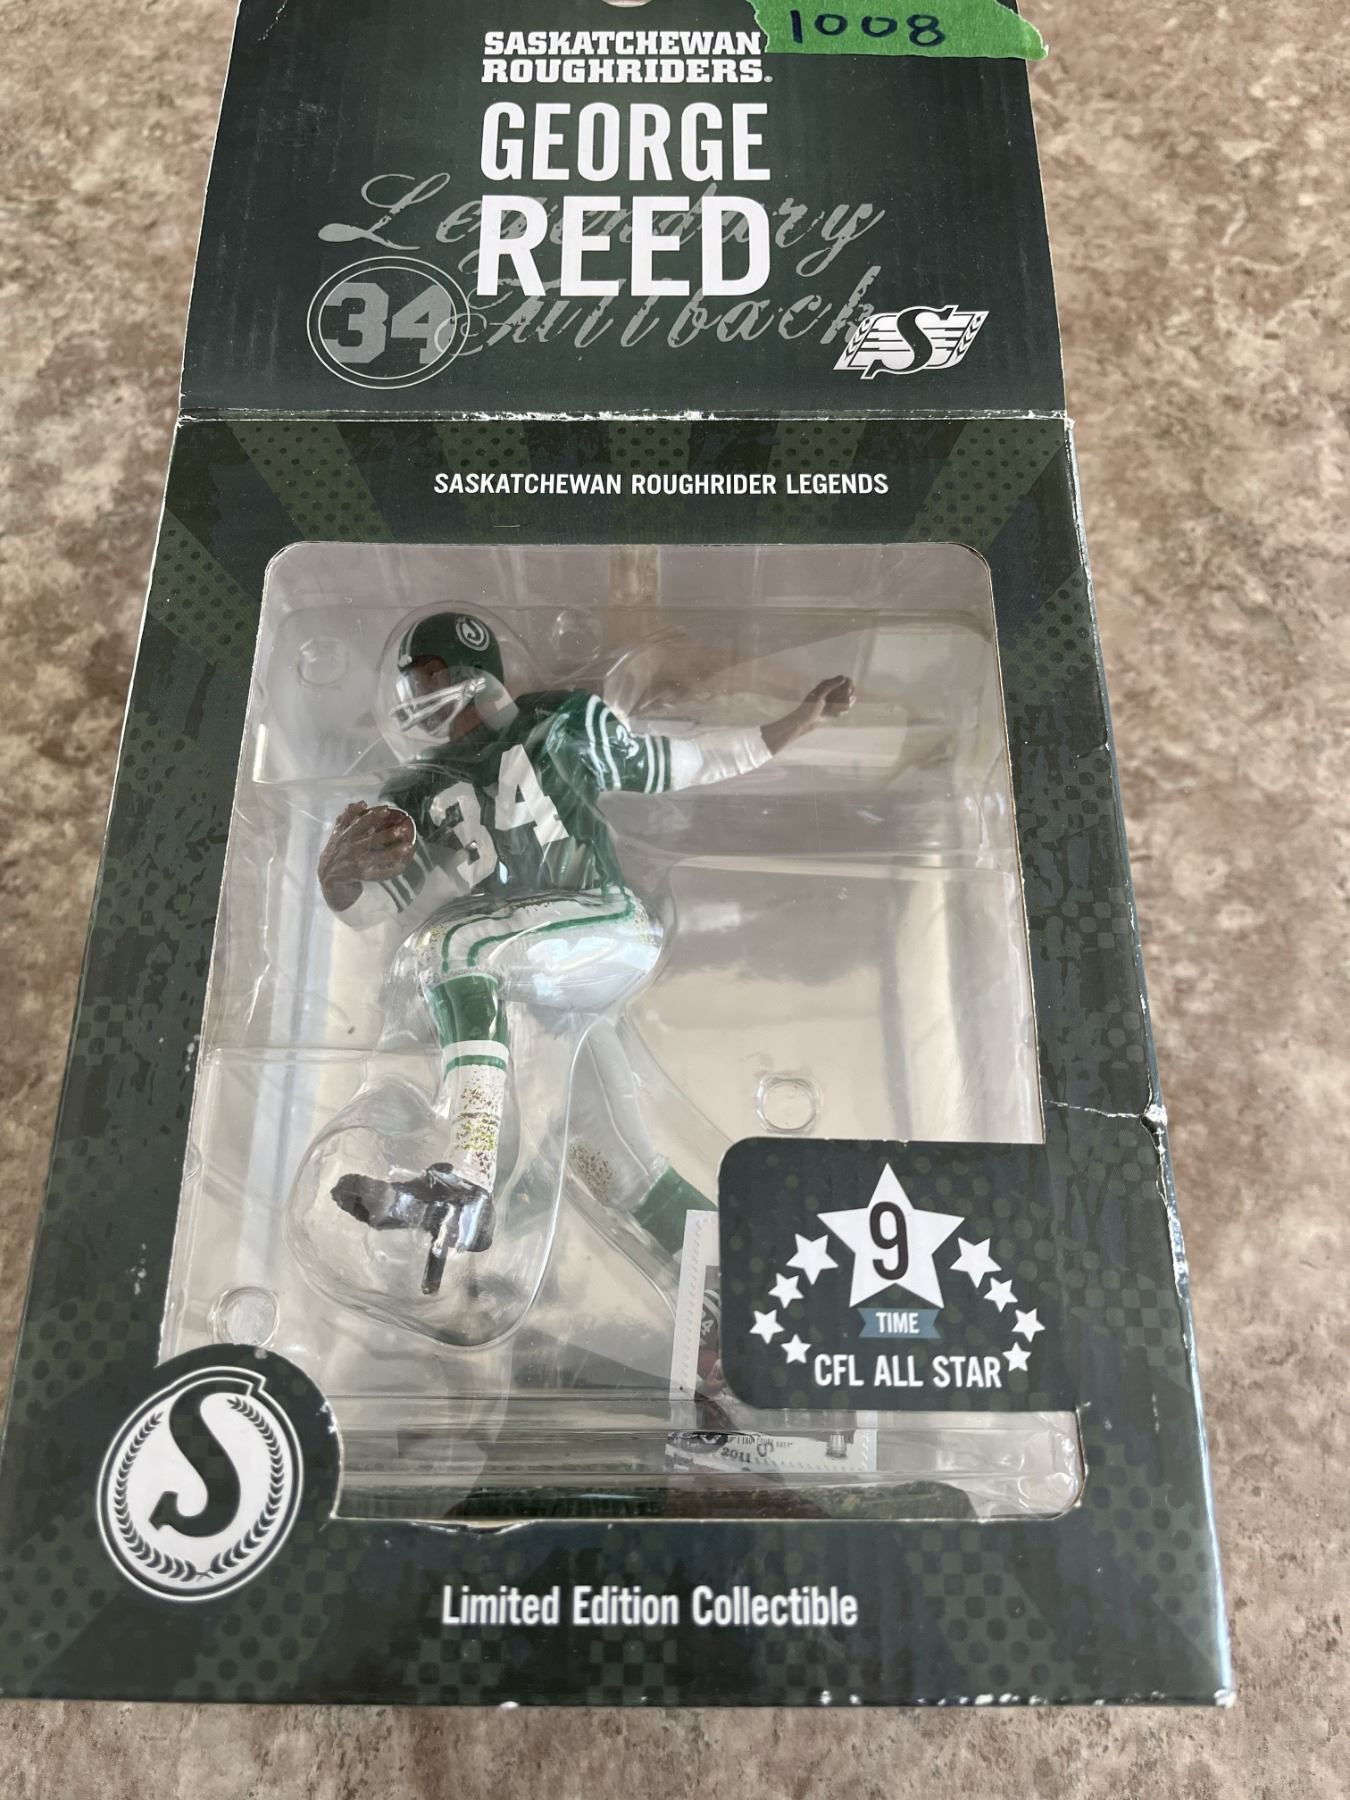 1008
SASKATCHEWAN
ROUGHRIDERS
GEORGE
Legendary
REED
34 Fullback
S
SASKATCHEWAN ROUGHRIDER LEGENDS
S
34
9
TIME
CFL ALL STAR
2011
S
Limited Edition Collectible